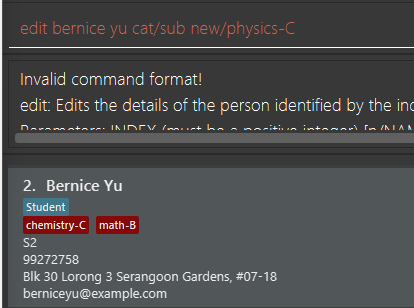 edit bernice yu cat/sub new/physics-C
Invalid command format!
edit: Edits the details of the person identified by the
Parameters: INDEX (must be a positive integer) [p/NAM
2. Bernice Yu
Student
chemistry-C math-B
S2
99272758
Blk 30 Lorong 3 Serangoon Gardens, #07-18
berniceyu@example.com